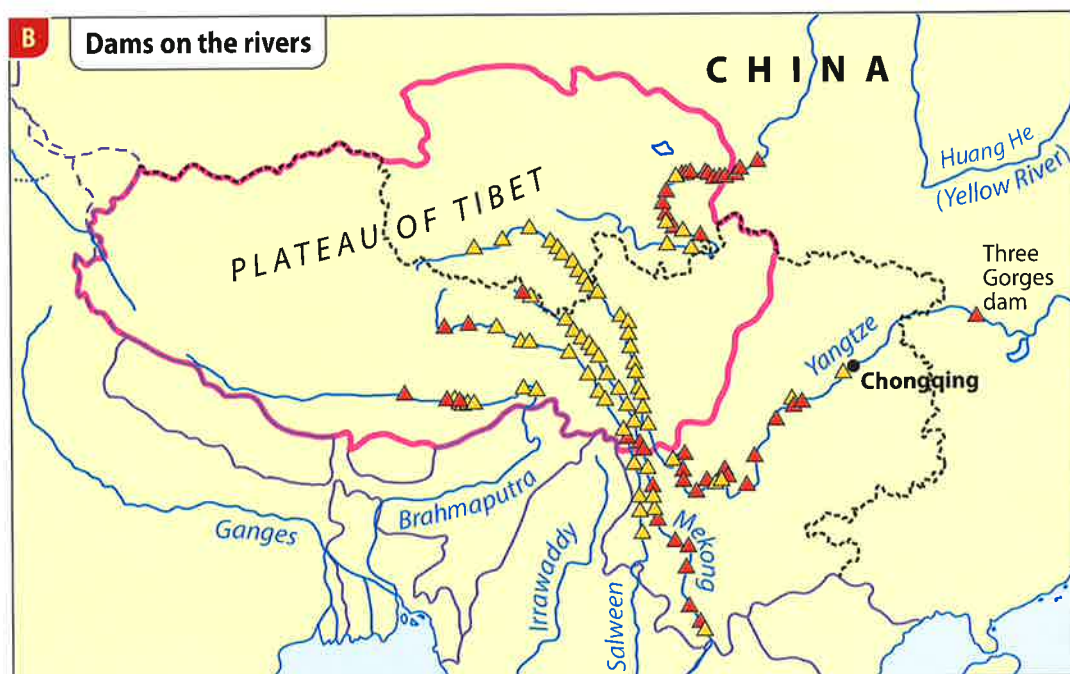 B
Dams on the rivers
CHINA
Huang He
(Yellow River)
PLATEAU OF TIBET
Three
Gorges
dam
Yangtze
Chongqing
Brahmaputra
Ganges
Mekong
Irrawaddy
Salween